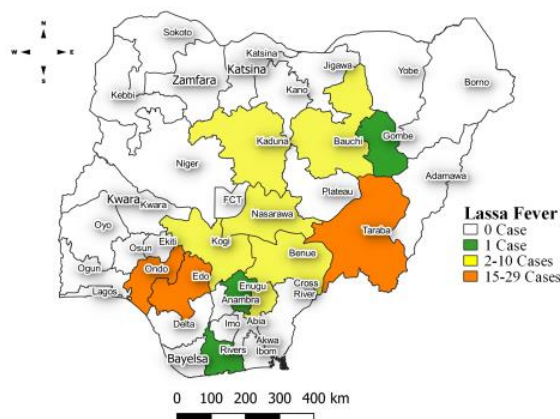 N
W E
S
Sokoto
Katsina
Zamfara
Katsina
Jigawa
Yobe
Borno
Kebbi
Kano
Kaduna
Bauchi
Gombe
Niger
Adamawa
Kwara
Kwara
FCT
Plateau
Nasarawa
Taraba
Oyo
Osun
Ekiti
Kogi
Benue
Ogun
Ondo
Edo
Enugu
Cross
River
Lagos
Anambra
Delta
Imo
Abia
Bayelsa
Rivers
Akwa
Ibom
Lassa Fever
0 Case
1 Case
2-10 Cases
15-29 Cases
0 100 200 300 400 km